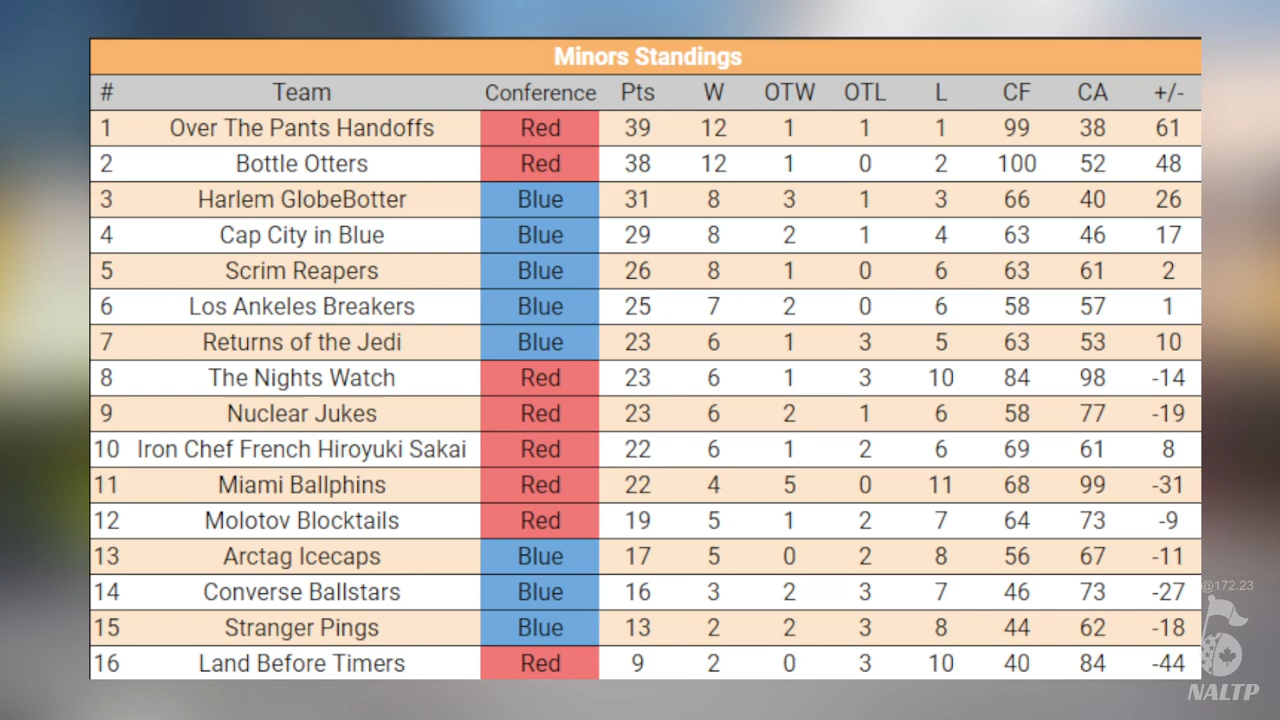 Minors Standings
# Team Conference Pts W OTW OTL L CF CA +/-
1 Over The Pants Handoffs Red 39 12 1 1 1 99 38 61
2 Bottle Otters Red 38 12 1 0 2 100 52 48
3 Harlem GlobeBotter Blue 31 8 3 1 3 66 40 26
4 Cap City in Blue Blue 29 8 2 1 4 63 46 17
5 Scrim Reapers Blue 26 8 1 0 6 63 61 2
6 Los Ankeles Breakers Blue 25 7 2 0 6 58 57 1
7 Returns of the Jedi Blue 23 6 1 3 5 63 53 10
8 The Nights Watch Red 23 6 1 3 10 84 98 -14
9 Nuclear Jukes Red 23 6 2 1 6 58 77 -19
10 Iron Chef French Hiroyuki Sakai Red 22 6 1 2 6 69 61 8
11 Miami Ballphins Red 22 4 5 0 11 68 99 -31
12 Molotov Blocktails Red 19 5 1 2 7 64 73 -9
13 Arctag Icecaps Blue 17 5 0 2 8 56 67 -11
14 Converse Ballstars Blue 16 3 2 3 7 46 73 -27
15 Stranger Pings Blue 13 2 2 3 8 44 62 -18
16 Land Before Timers Red 9 2 0 3 10 40 84 -44
@172.23
NALTP